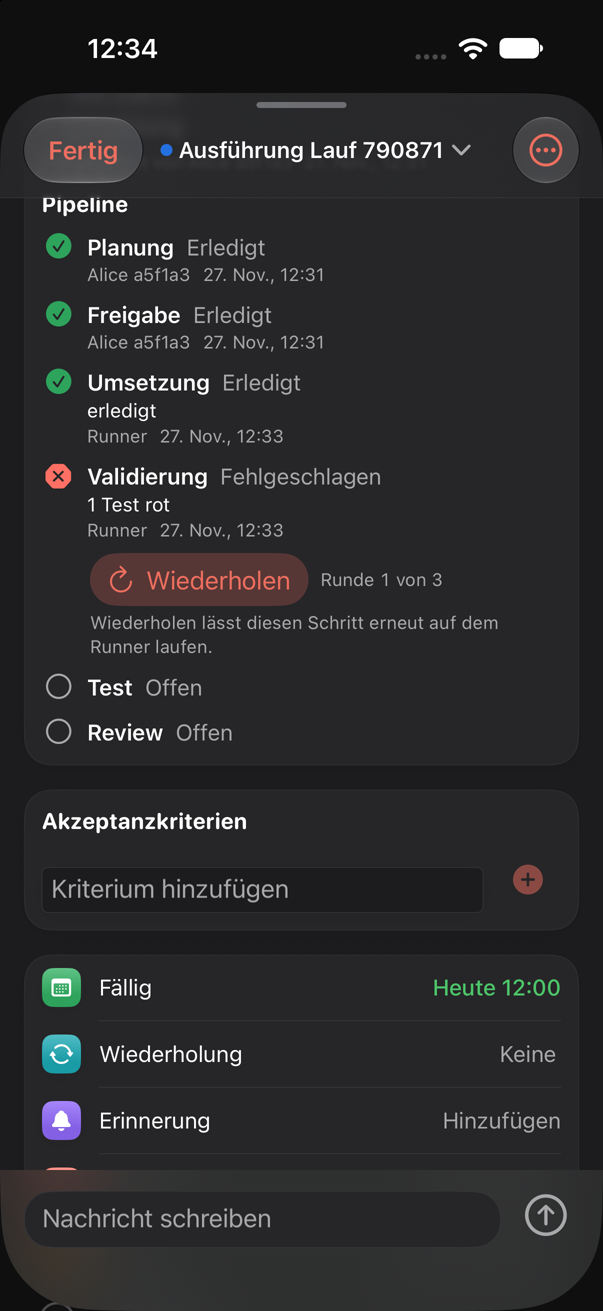 12:34
Fertig
Ausführung Lauf 790871
Pipeline
Planung Erledigt
Alice a5f1a3 27. Nov., 12:31
Freigabe Erledigt
Alice a5f1a3 27. Nov., 12:31
Umsetzung Erledigt
erledigt
Runner 27. Nov., 12:33
Validierung Fehlgeschlagen
1 Test rot
Runner 27. Nov., 12:33
Wiederholen Runde 1 von 3
Wiederholen lässt diesen Schritt erneut auf dem
Runner laufen.
Test Offen
Review Offen
Akzeptanzkriterien
Kriterium hinzufügen
Fällig Heute 12:00
Wiederholung Keine
Erinnerung Hinzufügen
Nachricht schreiben